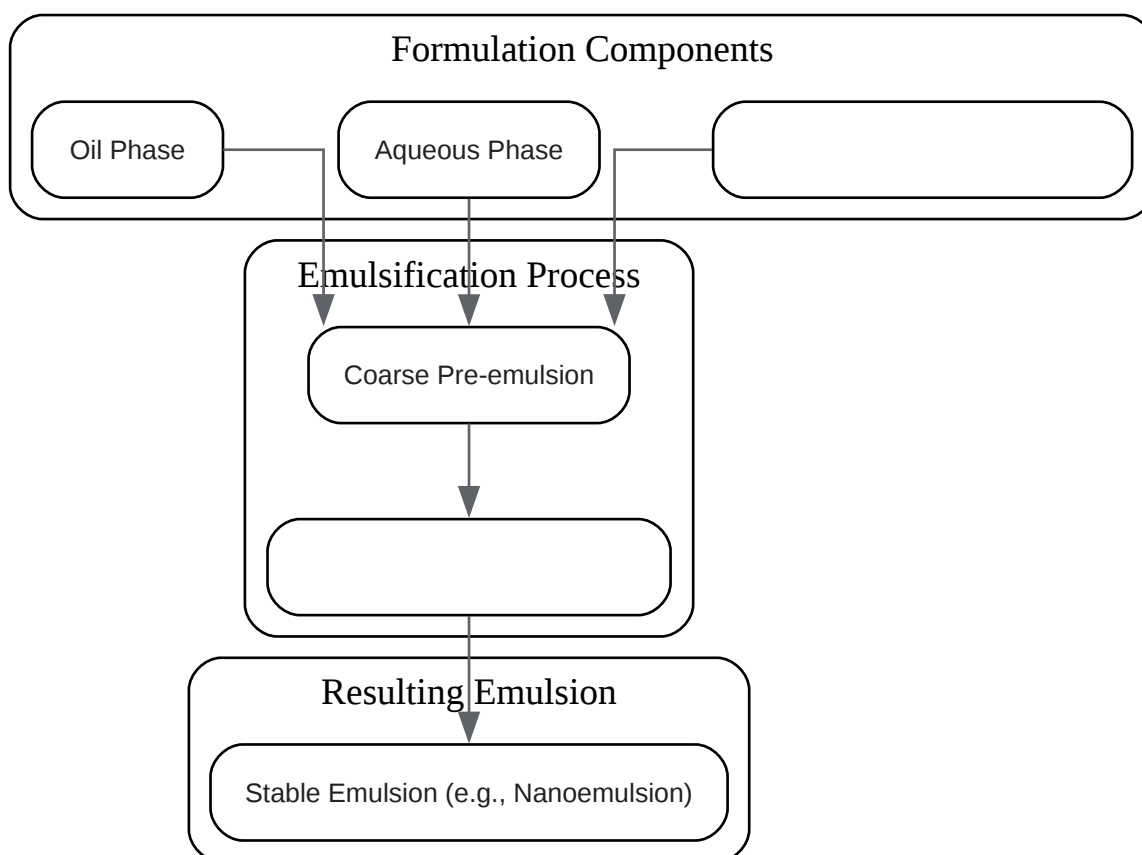 Formulation Components
Oil Phase
Aqueous Phase
Emulsification Process
Coarse Pre-emulsion
Resulting Emulsion
Stable Emulsion (e.g., Nanoemulsion)